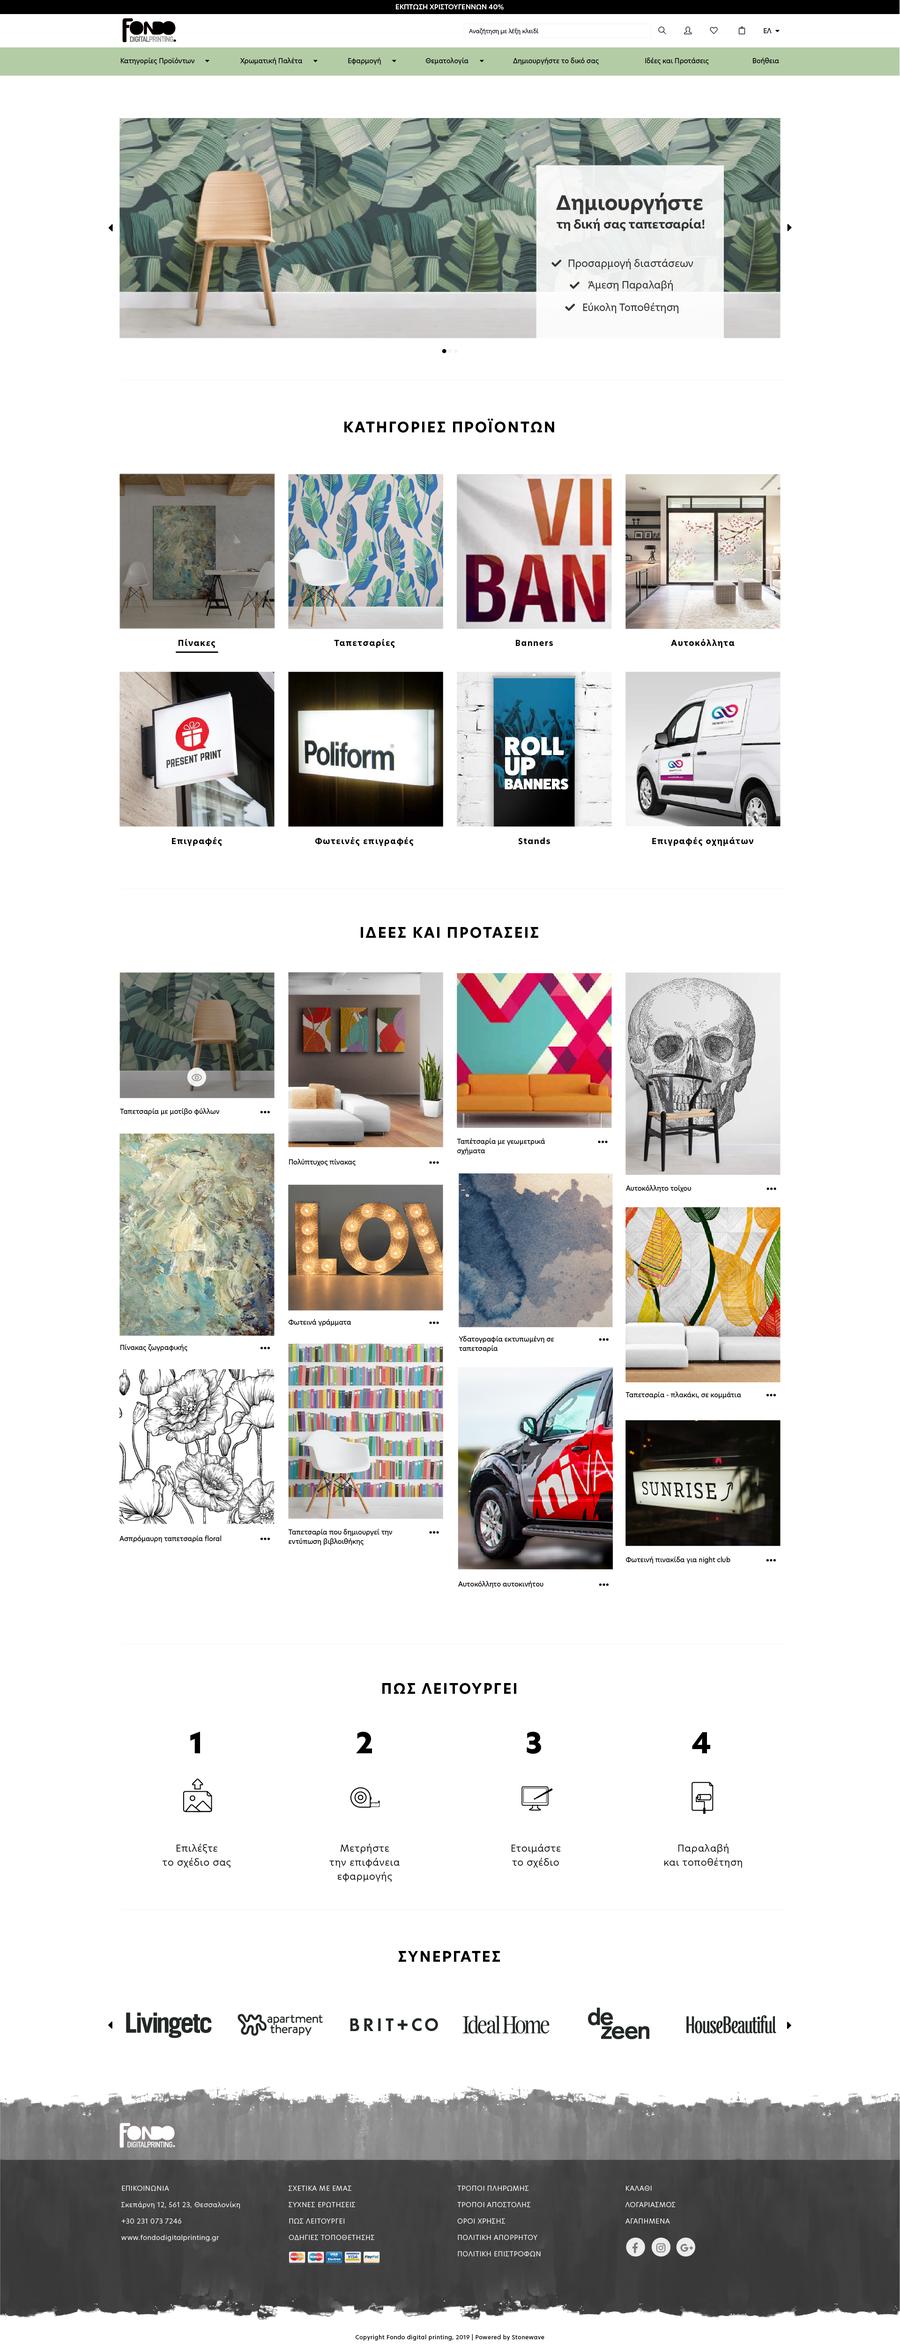 ΕΚΠΤΩΣΗ ΧΡΙΣΤΟΥΓΕΝΝΩΝ 40%
FONDO
DIGITALPRINTING.
Αναζήτηση με λέξη κλειδί
ΕΛ
Κατηγορίες Προϊόντων
Χρωματική Παλέτα
Εφαρμογή
Θεματολογία
Δημιουργήστε το δικό σας
Ιδέες και Προτάσεις
Βοήθεια
Δημιουργήστε
τη δική σας ταπετσαρία!
Προσαρμογή διαστάσεων
Άμεση Παραλαβή
Εύκολη Τοποθέτηση
ΚΑΤΗΓΟΡΙΕΣ ΠΡΟΪΟΝΤΩΝ
VII
BAN
Πίνακες
Ταπετσαρίες
Banners
Αυτοκόλλητα
PRESENT PRINT
Poliform
ROLL
UP
BANNERS
Επιγραφές
Φωτεινές επιγραφές
Stands
Επιγραφές οχημάτων
ΙΔΕΕΣ ΚΑΙ ΠΡΟΤΑΣΕΙΣ
Ταπετσαρία με μοτίβο φύλλων
Πολύπτυχος πίνακας
Ταπέτσαρία με γεωμετρικά
σχήματα
Αυτοκόλλητο τοίχου
LOV
Πίνακας ζωγραφικής
Φωτεινά γράμματα
Υδατογραφία εκτυπωμένη σε
ταπετσαρία
Ταπετσαρία - πλακάκι, σε κομμάτια
niVA
SUNRISE
Ασπρόμαυρη ταπετσαρία floral
Ταπετσαρία που δημιουργεί την
εντύπωση βιβλιοθήκης
Αυτοκόλλητο αυτοκινήτου
Φωτεινή πινακίδα για night club
ΠΩΣ ΛΕΙΤΟΥΡΓΕΙ
1
2
3
4
Επιλέξτε
το σχέδιο σας
Μετρήστε
την επιφάνεια
εφαρμογής
Ετοιμάστε
το σχέδιο
Παραλαβή
και τοποθέτηση
ΣΥΝΕΡΓΑΤΕΣ
Livingetc
apartment
therapy
BRIT+CO
Ideal Home
de
zeen
HouseBeautiful
FONDO
DIGITALPRINTING.
ΕΠΙΚΟΙΝΩΝΙΑ
Σκεπάρνη 12, 561 23, Θεσσαλονίκη
+30 231 073 7246
www.fondodigitalprinting.gr
ΣΧΕΤΙΚΑ ΜΕ ΕΜΑΣ
ΣΥΧΝΕΣ ΕΡΩΤΗΣΕΙΣ
ΠΩΣ ΛΕΙΤΟΥΡΓΕΙ
ΟΔΗΓΙΕΣ ΤΟΠΟΘΕΤΗΣΗΣ
VISA
PayPal
ΤΡΟΠΟΙ ΠΛΗΡΩΜΗΣ
ΤΡΟΠΟΙ ΑΠΟΣΤΟΛΗΣ
ΟΡΟΙ ΧΡΗΣΗΣ
ΠΟΛΙΤΙΚΗ ΑΠΟΡΡΗΤΟΥ
ΠΟΛΙΤΙΚΗ ΕΠΙΣΤΡΟΦΩΝ
ΚΑΛΑΘΙ
ΛΟΓΑΡΙΑΣΜΟΣ
ΑΓΑΠΗΜΕΝΑ
f
G+
Copyright Fondo digital printing, 2019 | Powered by Stonewave